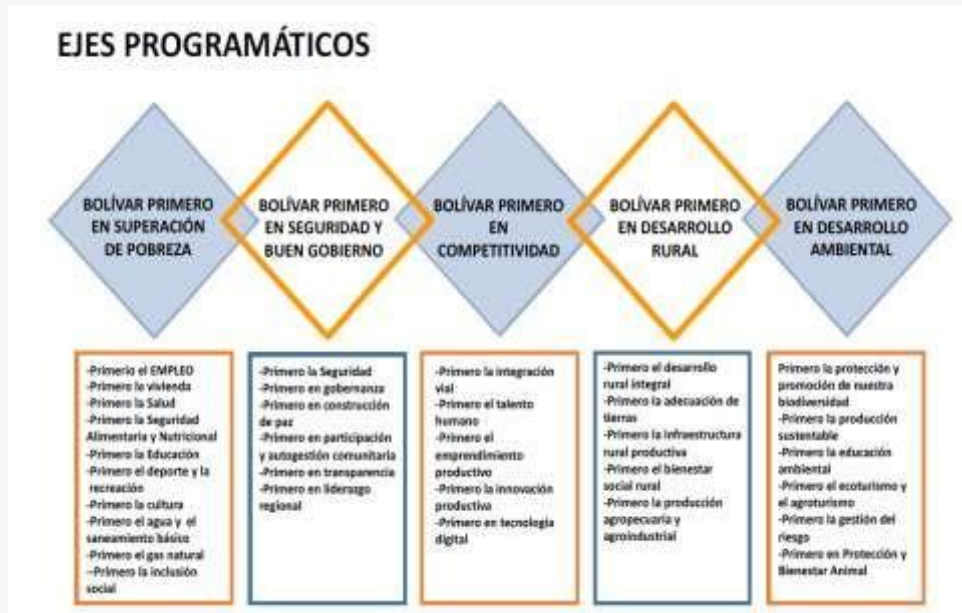 EJES PROGRAMÁTICOS
BOLÍVAR PRIMERO
EN SUPERACIÓN
DE POBREZA
BOLÍVAR PRIMERO
EN SEGURIDAD Y
BUEN GOBIERNO
BOLÍVAR PRIMERO
EN
COMPETITIVIDAD
BOLÍVAR PRIMERO
EN DESARROLLO
RURAL
BOLÍVAR PRIMERO
EN DESARROLLO
AMBIENTAL
-Primerio el EMPLEO
-Primero la vivienda
-Primero la Salud
-Primero la Seguridad
Alimentaria y Nutricional
-Primero la Educación
-Primero el deporte y la
recreación
-Primero la cultura
-Primero el agua y el
saneamiento básico
-Primero el gas natural
--Primero la inclusión
social
-Primero la Seguridad
-Primero en gobernanza
-Primero en construcción
de paz
-Primero en participación
y autogestión comunitaria
-Primero en transparencia
-Primero en liderazgo
regional
-Primero la integración
vial
-Primero el talento
humano
-Primero el
emprendimiento
productivo
-Primero la innovación
productiva
-Primero en tecnología
digital
-Primero el desarrollo
rural integral
-Primero la adecuación de
tierras
-Primero la infraestructura
rural productiva
-Primero el bienestar
social rural
-Primero la producción
agropecuaria y
agroindustrial
Primero la protección y
promoción de nuestra
biodiversidad
-Primero la producción
sustentable
-Primero la educación
ambiental
-Primero el ecoturismo y
el agroturismo
-Primero la gestión del
riesgo
-Primero en Protección y
Bienestar Animal